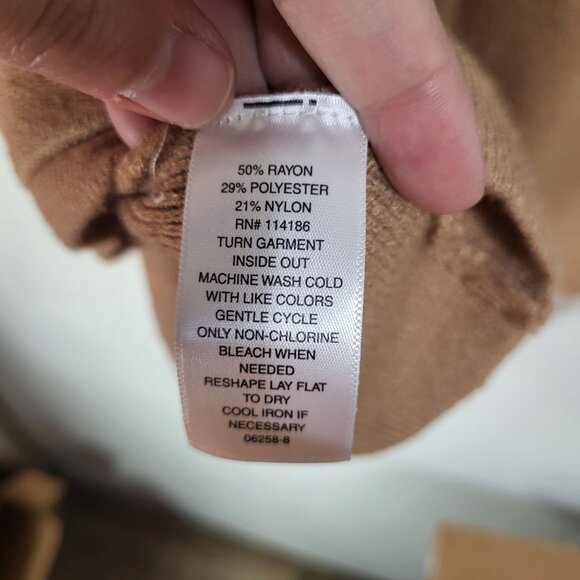 50% RAYON
29% POLYESTER
21% NYLON
RN# 114186
TURN GARMENT
INSIDE OUT
MACHINE WASH COLD
WITH LIKE COLORS
GENTLE CYCLE
ONLY NON-CHLORINE
BLEACH WHEN
NEEDED
RESHAPE LAY FLAT
TO DRY
COOL IRON IF
NECESSARY
06258-8